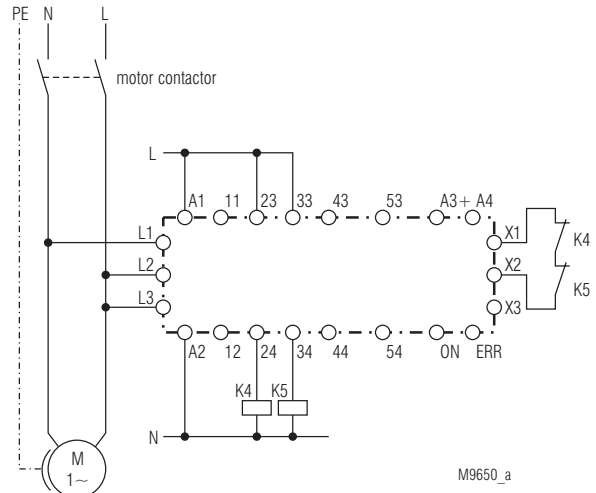 PE N L
motor contactor
L
A1 11 23 33 43 53 A3+ A4
L1 X1 K4
L2 X2 K5
L3 X3
A2 12 24 34 44 54 ON ERR
K4 K5
N
M
1~
M9650_a